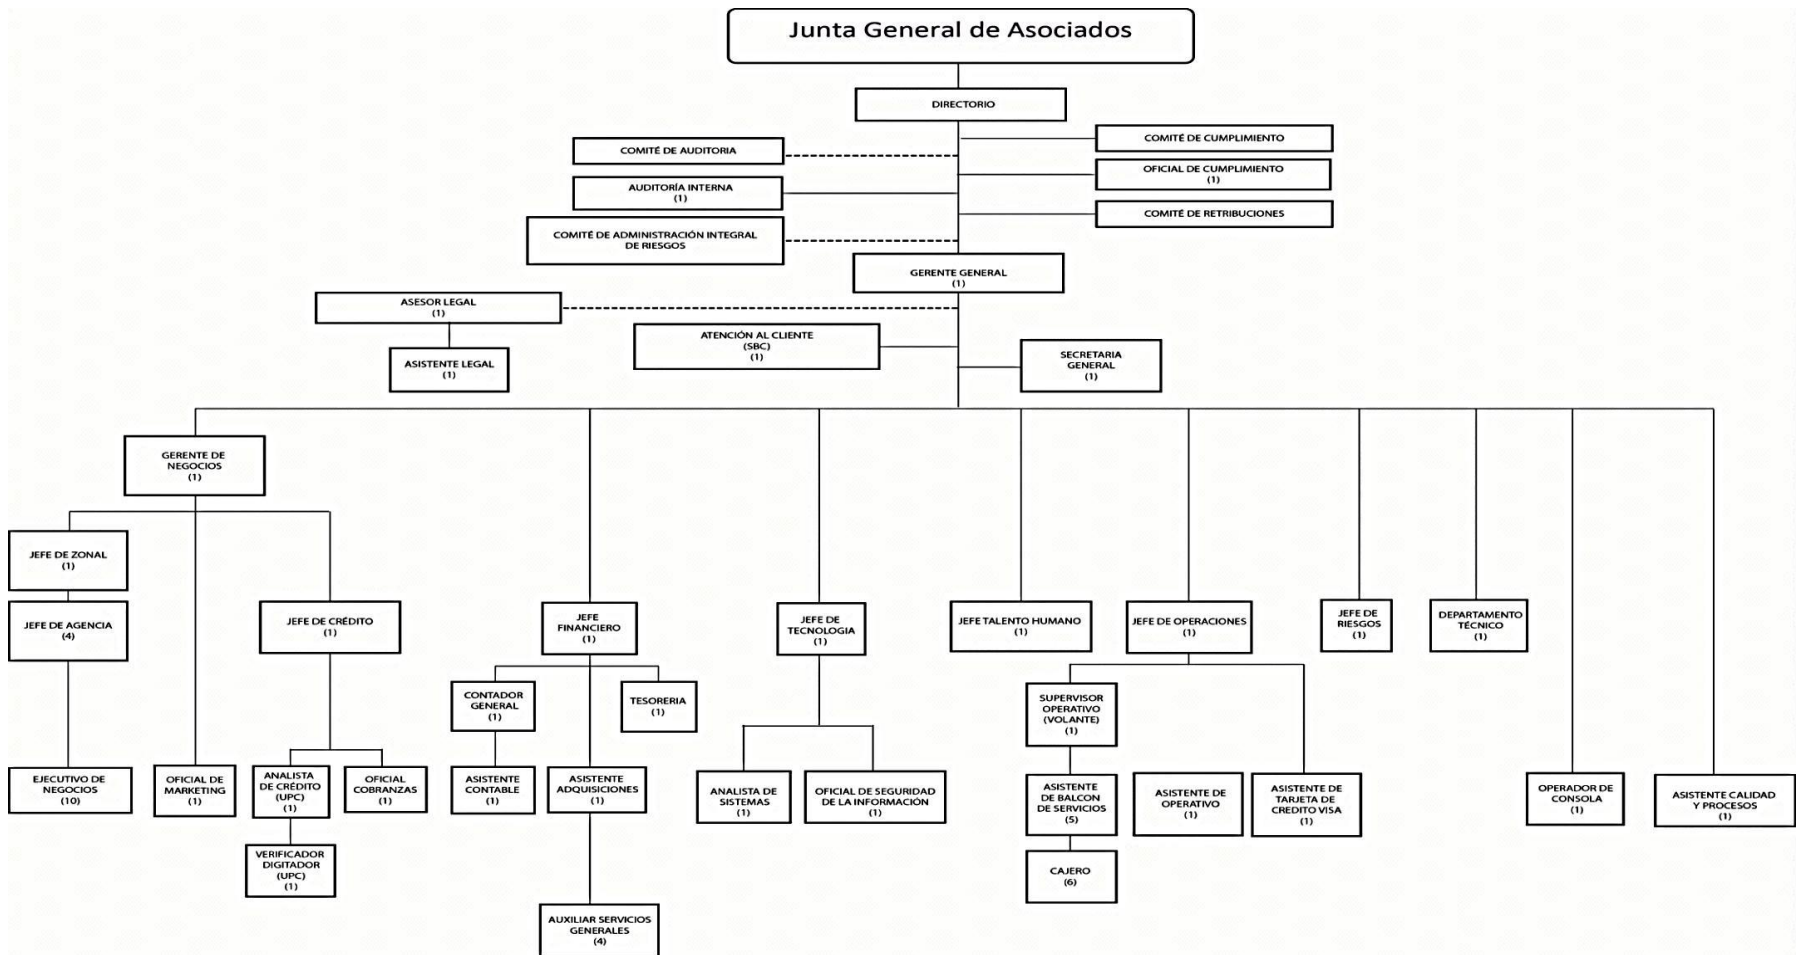 Junta General de Asociados
DIRECTORIO
COMITÉ DE AUDITORIA
COMITÉ DE CUMPLIMIENTO
OFICIAL DE CUMPLIMIENTO
(1)
AUDITORÍA INTERNA
(1)
COMITÉ DE RETRIBUCIONES
COMITÉ DE ADMINISTRACIÓN INTEGRAL
DE RIESGOS
GERENTE GENERAL
(1)
ASESOR LEGAL
(1)
ATENCIÓN AL CLIENTE
(SBC)
(1)
ASISTENTE LEGAL
(1)
SECRETARIA
GENERAL
(1)
GERENTE DE
NEGOCIOS
(1)
JEFE DE ZONAL
(1)
JEFE DE AGENCIA
(4)
JEFE DE CRÉDITO
(1)
JEFE
FINANCIERO
(1)
JEFE DE
TECNOLOGIA
(1)
JEFE TALENTO HUMANO
(1)
JEFE DE OPERACIONES
(1)
JEFE DE
RIESGOS
(1)
DEPARTAMENTO
TÉCNICO
(1)
CONTADOR
GENERAL
(1)
TESORERIA
(1)
SUPERVISOR
OPERATIVO
(VOLANTE)
(1)
EJECUTIVO DE
NEGOCIOS
(10)
OFICIAL DE
MARKETING
(1)
ANALISTA
DE CRÉDITO
(UPC)
(1)
OFICIAL
COBRANZAS
(1)
ASISTENTE
CONTABLE
(1)
ASISTENTE
ADQUISICIONES
(1)
ANALISTA DE
SISTEMAS
(1)
OFICIAL DE SEGURIDAD
DE LA INFORMACIÓN
(1)
ASISTENTE
DE BALCON
DE SERVICIOS
(5)
ASISTENTE DE
OPERATIVO
(1)
ASISTENTE DE
TARJETA DE
CREDITO VISA
(1)
OPERADOR DE
CONSOLA
(1)
ASISTENTE CALIDAD
Y PROCESOS
(1)
VERIFICADOR
DIGITADOR
(UPC)
(1)
CAJERO
(6)
AUXILIAR SERVICIOS
GENERALES
(4)